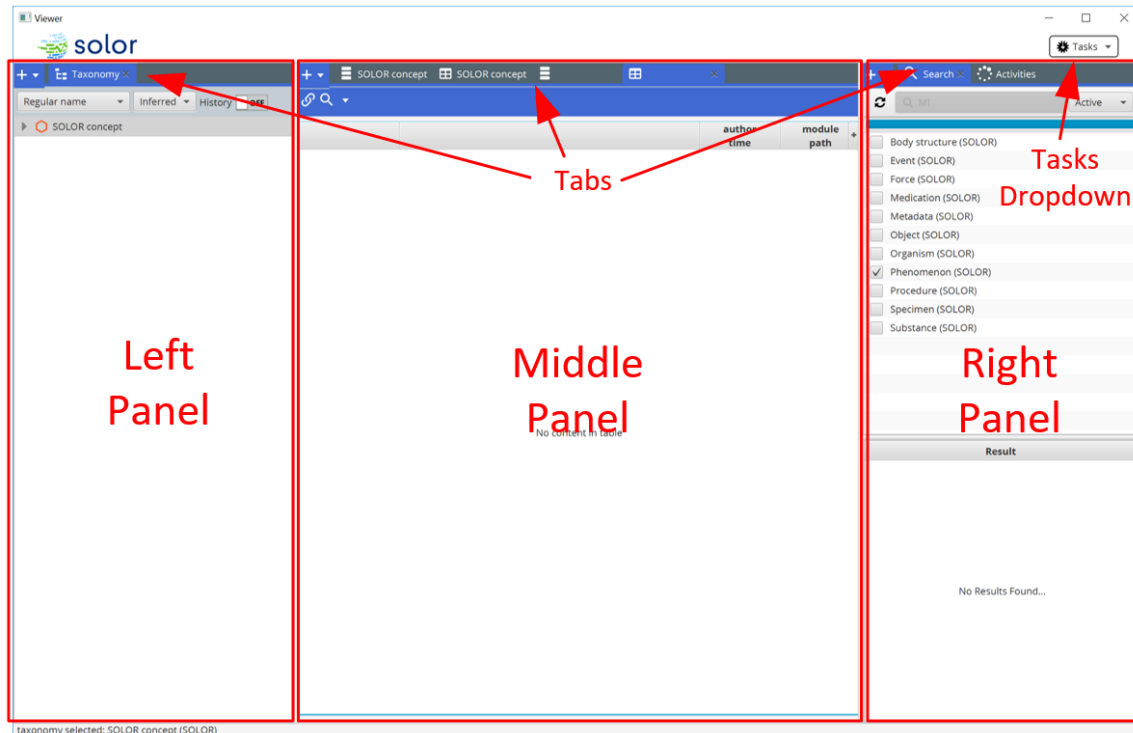 Viewer
solor
Tasks
Taxonomy
SOLOR concept
SOLOR concept
Search
Activities
Regular name
Inferred
History
OFF
MI
Active
SOLOR concept
author
time
module
path
Tabs
Tasks
Dropdown
Body structure (SOLOR)
Event (SOLOR)
Force (SOLOR)
Medication (SOLOR)
Metadata (SOLOR)
Object (SOLOR)
Organism (SOLOR)
Phenomenon (SOLOR)
Procedure (SOLOR)
Specimen (SOLOR)
Substance (SOLOR)
Left
Panel
Middle
Panel
Right
Panel
No content in table
Result
No Results Found...
taxonomy selected: SOLOR concept (SOLOR)